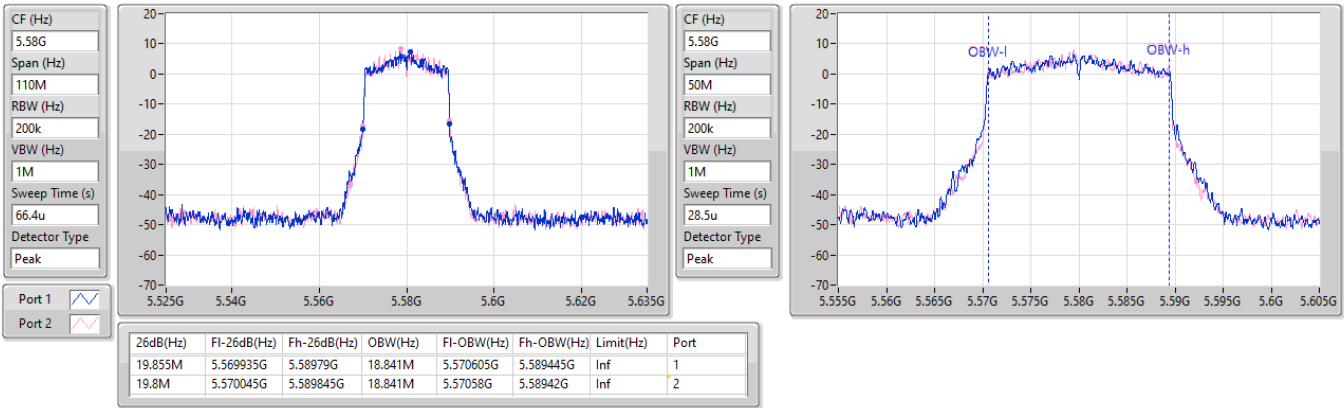 CF (Hz)
5.58G
Span (Hz)
110M
RBW (Hz)
200k
VBW (Hz)
1M
Sweep Time (s)
66.4u
Detector Type
Peak
Port 1
Port 2
20
10
0
-10
-20
-30
-40
-50
-60
-70
5.525G 5.54G 5.56G 5.58G 5.6G 5.62G 5.635G
CF (Hz)
5.58G
Span (Hz)
50M
RBW (Hz)
200k
VBW (Hz)
1M
Sweep Time (s)
28.5u
Detector Type
Peak
20
10
0
-10
-20
-30
-40
-50
-60
-70
OBW-l OBW-h
5.555G 5.56G 5.565G 5.57G 5.575G 5.58G 5.585G 5.59G 5.595G 5.6G 5.605G
26dB(Hz) Fl-26dB(Hz) Fh-26dB(Hz) OBW(Hz) Fl-OBW(Hz) Fh-OBW(Hz) Limit(Hz) Port
19.855M 5.569935G 5.58979G 18.841M 5.570605G 5.589445G Inf 1
19.8M 5.570045G 5.589845G 18.841M 5.57058G 5.58942G Inf 2